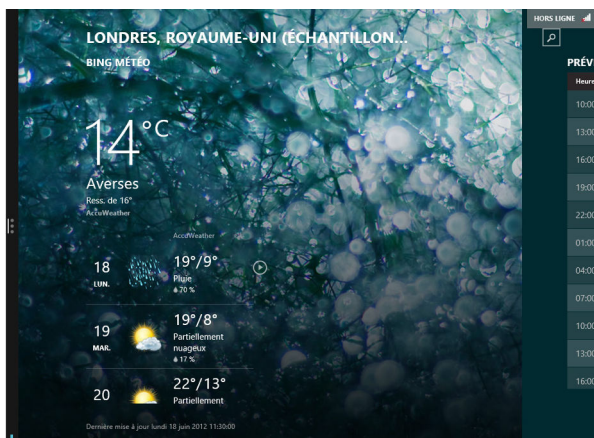 LONDRES, ROYAUME-UNI (ÉCHANTILLON...
BING MÉTÉO
14°C
Averses
Ress. de 16°
AccuWeather
AccuWeather
18
LUN.
19°/9°
Pluie
70 %
19
MAR.
19°/8°
Partiellement
nuageux
17 %
20
22°/13°
Partiellement
Dernière mise à jour lundi 18 juin 2012 11:30:00
HORS LIGNE
PRÉVI
Heure
10:00
13:00
16:00
19:00
22:00
01:00
04:00
07:00
10:00
13:00
16:00